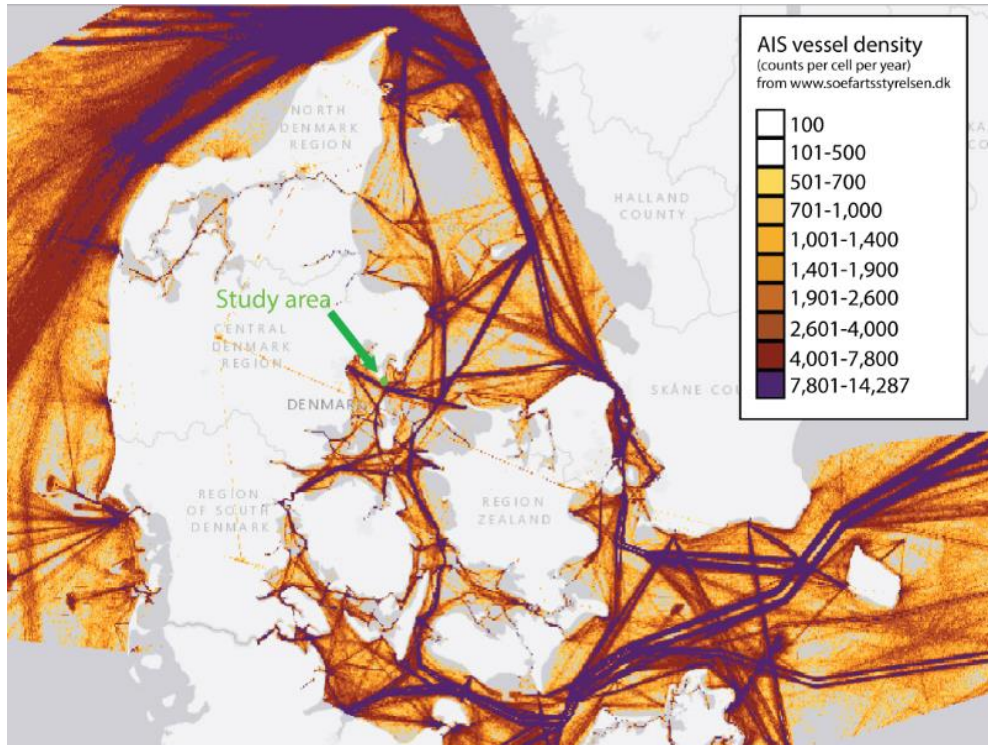 AIS vessel density
(counts per cell per year)
from www.soefartsstyrelsen.dk
100
101-500
501-700
701-1,000
1,001-1,400
1,401-1,900
1,901-2,600
2,601-4,000
4,001-7,800
7,801-14,287
NORTH
DENMARK
REGION
HALLAND
COUNTY
Study area
CENTRAL
DENMARK
REGION
DENMARK
SKÅNE
REGION
OF SOUTH
DENMARK
REGION
ZEALAND